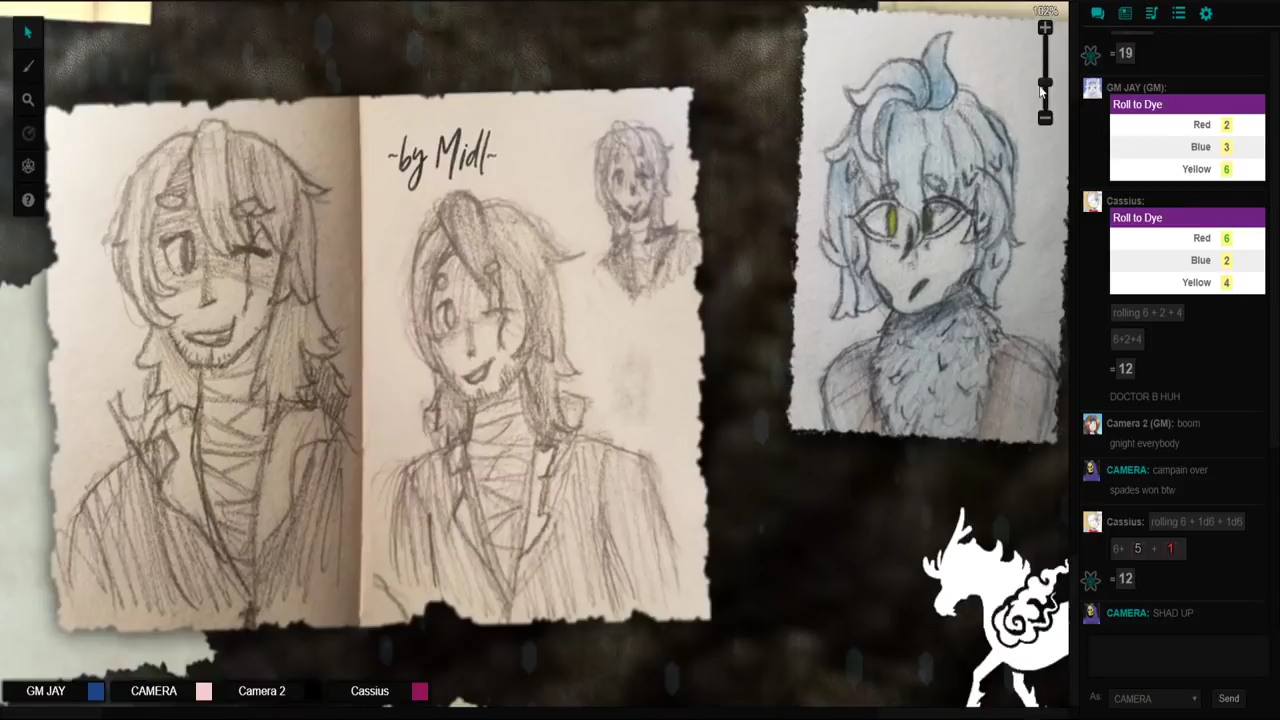 102%
~by Midl~
= 19
GM JAY (GM):
Roll to Dye
Red 2
Blue 3
Yellow 6
Cassius:
Roll to Dye
Red 6
Blue 2
Yellow 4
rolling 6 + 2 + 4
6+2+4
= 12
DOCTOR B HUH
Camera 2 (GM): boom
gnight everybody
CAMERA: campain over
spades won btw
Cassius: rolling 6 + 1d6 + 1d6
6+ 5 + 1
= 12
CAMERA: SHAD UP
As: CAMERA Send
GM JAY CAMERA Camera 2 Cassius